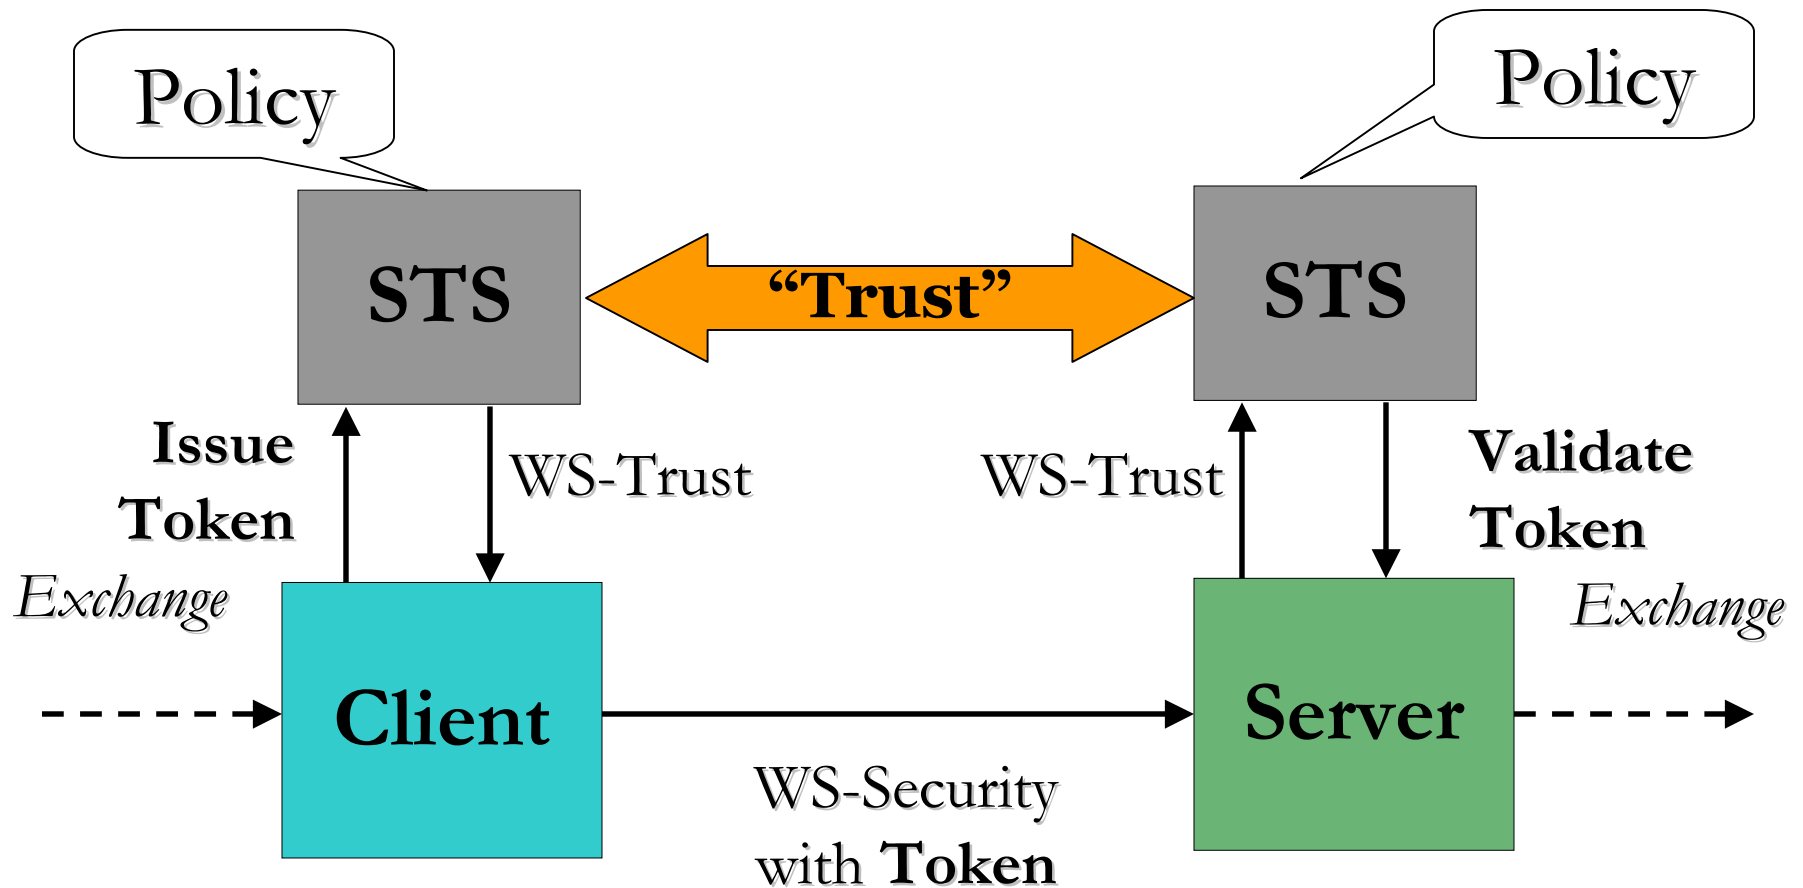 Policy
Policy
STS
“Trust”
STS
Issue
Token
Exchange
WS-Trust
WS-Trust
Validate
Token
Exchange
Client
Server
WS-Security
with Token